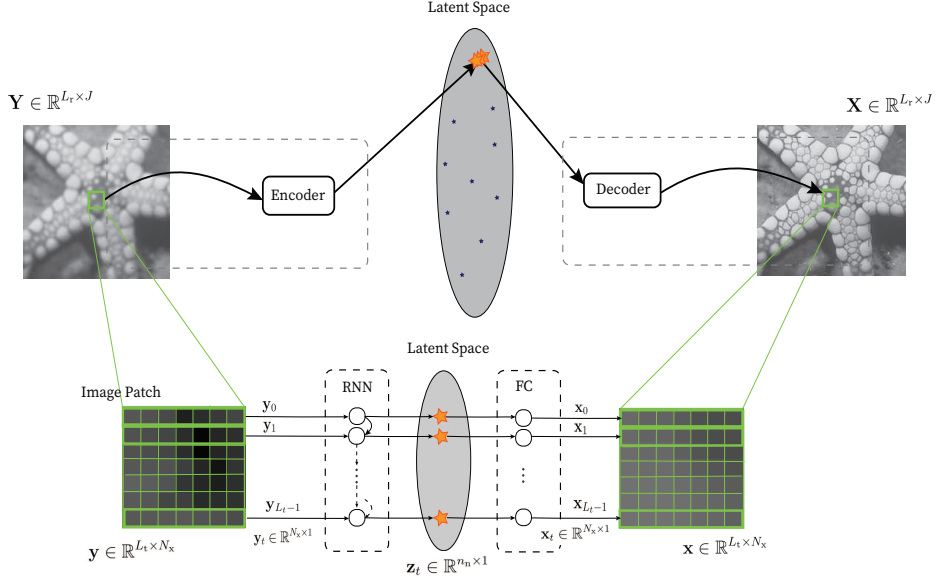 Latent Space
𝐘 ∈ ℝ^{L_r × J}
𝐗 ∈ ℝ^{L_r × J}
Encoder
Decoder
Latent Space
Image Patch
RNN
FC
𝐲_0
𝐱_0
𝐲_1
𝐱_1
𝐲_{L_t−1}
𝐱_{L_t−1}
𝐲_t ∈ ℝ^{N_x × 1}
𝐱_t ∈ ℝ^{N_x × 1}
𝐲 ∈ ℝ^{L_t × N_x}
𝐳_t ∈ ℝ^{n_n × 1}
𝐱 ∈ ℝ^{L_t × N_x}